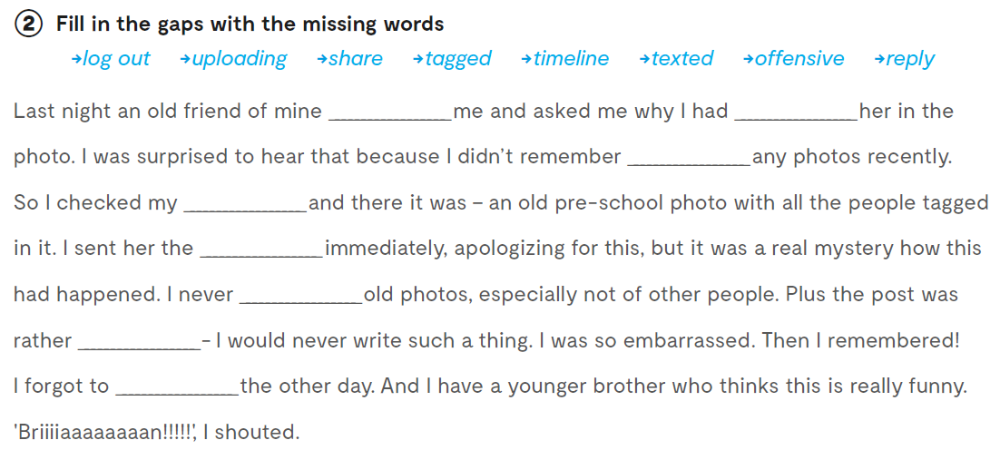 2 Fill in the gaps with the missing words
→log out →uploading →share →tagged →timeline →texted →offensive →reply
Last night an old friend of mine ____________me and asked me why I had ____________her in the
photo. I was surprised to hear that because I didn't remember ____________any photos recently.
So I checked my ____________and there it was – an old pre-school photo with all the people tagged
in it. I sent her the ____________immediately, apologizing for this, but it was a real mystery how this
had happened. I never ____________old photos, especially not of other people. Plus the post was
rather ____________– I would never write such a thing. I was so embarrassed. Then I remembered!
I forgot to ____________the other day. And I have a younger brother who thinks this is really funny.
'Briiiiaaaaaaaan!!!!!', I shouted.